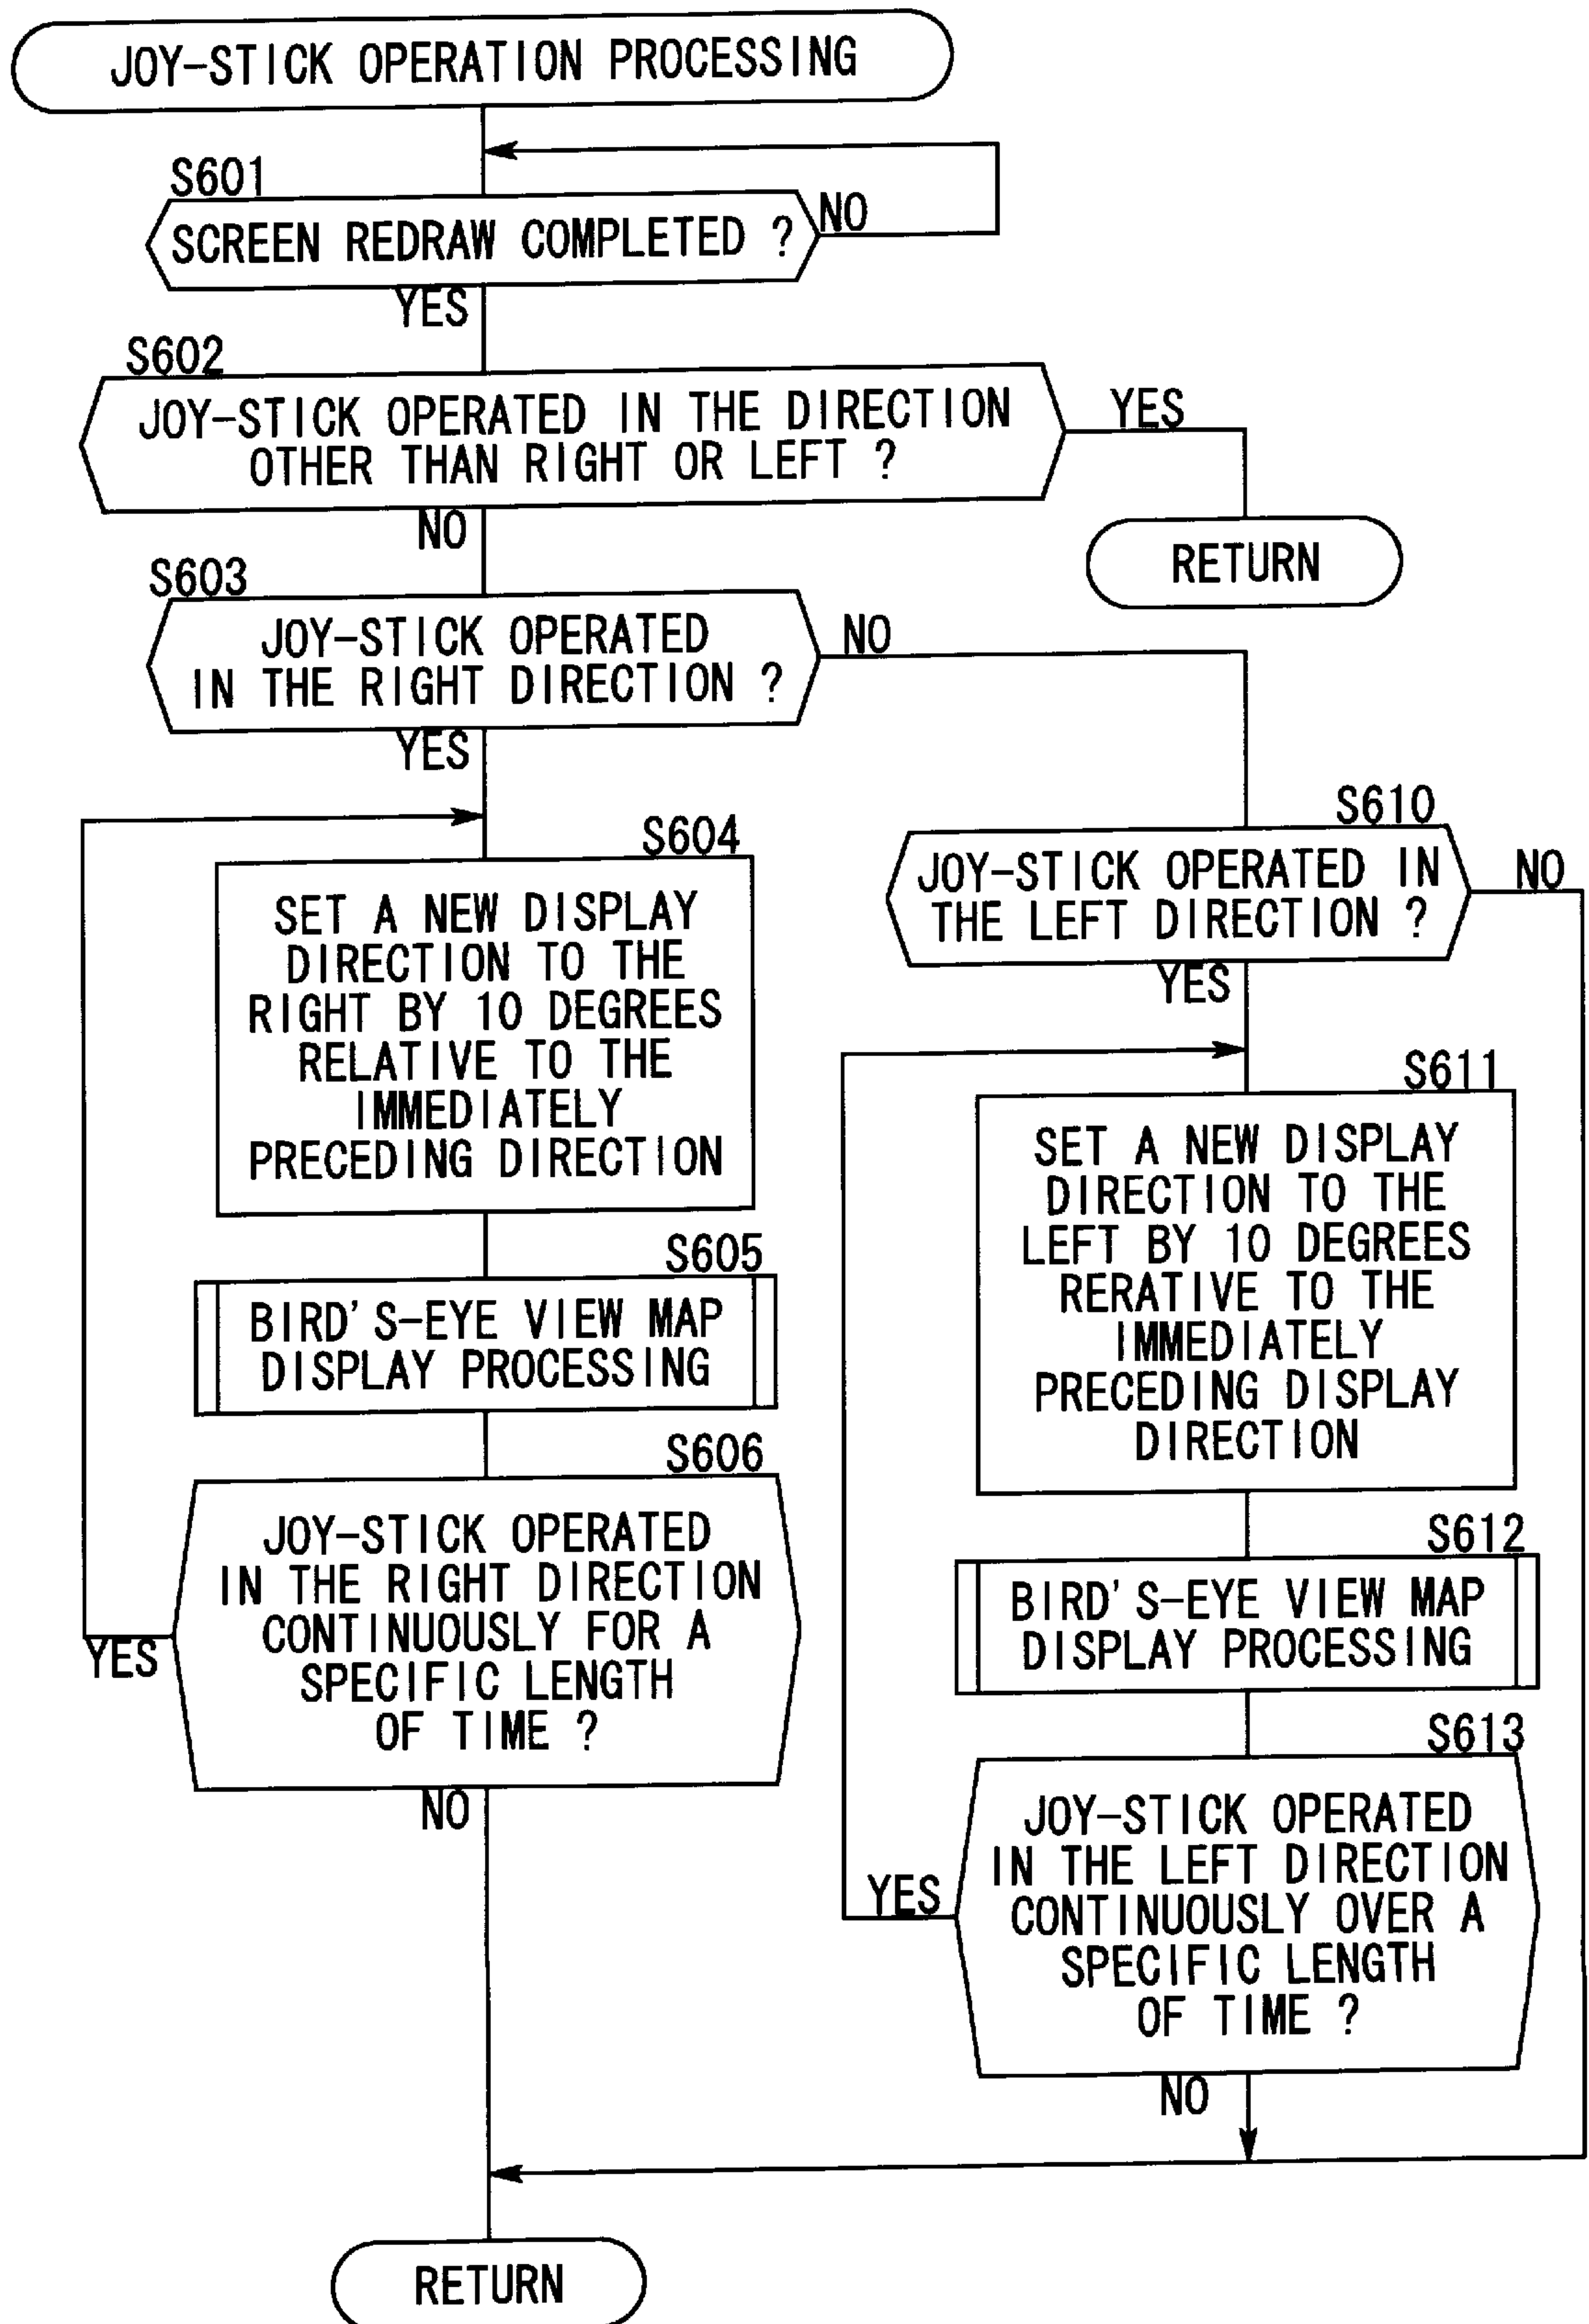 JOY-STICK OPERATION PROCESSING
S601
SCREEN REDRAW COMPLETED ?
NO
YES
S602
JOY-STICK OPERATED IN THE DIRECTION
OTHER THAN RIGHT OR LEFT ?
YES
NO
RETURN
S603
JOY-STICK OPERATED
IN THE RIGHT DIRECTION ?
NO
YES
S604
SET A NEW DISPLAY
DIRECTION TO THE
RIGHT BY 10 DEGREES
RELATIVE TO THE
IMMEDIATELY
PRECEDING DIRECTION
S605
BIRD'S-EYE VIEW MAP
DISPLAY PROCESSING
S606
JOY-STICK OPERATED
IN THE RIGHT DIRECTION
CONTINUOUSLY FOR A
SPECIFIC LENGTH
OF TIME ?
YES
NO
S610
JOY-STICK OPERATED IN
THE LEFT DIRECTION ?
NO
YES
S611
SET A NEW DISPLAY
DIRECTION TO THE
LEFT BY 10 DEGREES
RERATIVE TO THE
IMMEDIATELY
PRECEDING DISPLAY
DIRECTION
S612
BIRD'S-EYE VIEW MAP
DISPLAY PROCESSING
S613
JOY-STICK OPERATED
IN THE LEFT DIRECTION
CONTINUOUSLY OVER A
SPECIFIC LENGTH
OF TIME ?
YES
NO
RETURN